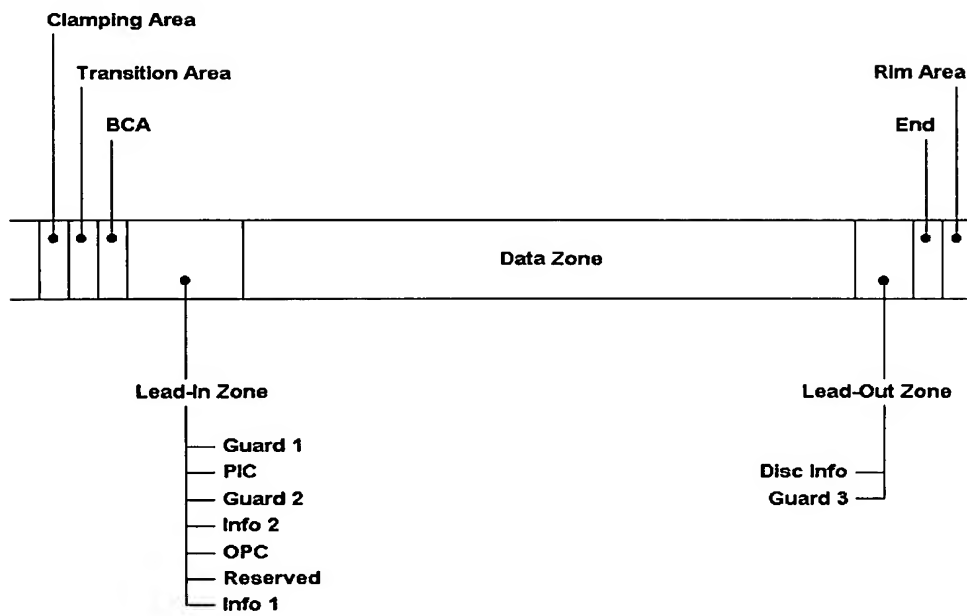 Clamping Area
Transition Area
Rim Area
BCA
End
Data Zone
Lead-In Zone
Lead-Out Zone
Guard 1
PIC
Disc Info
Guard 2
Guard 3
Info 2
OPC
Reserved
Info 1